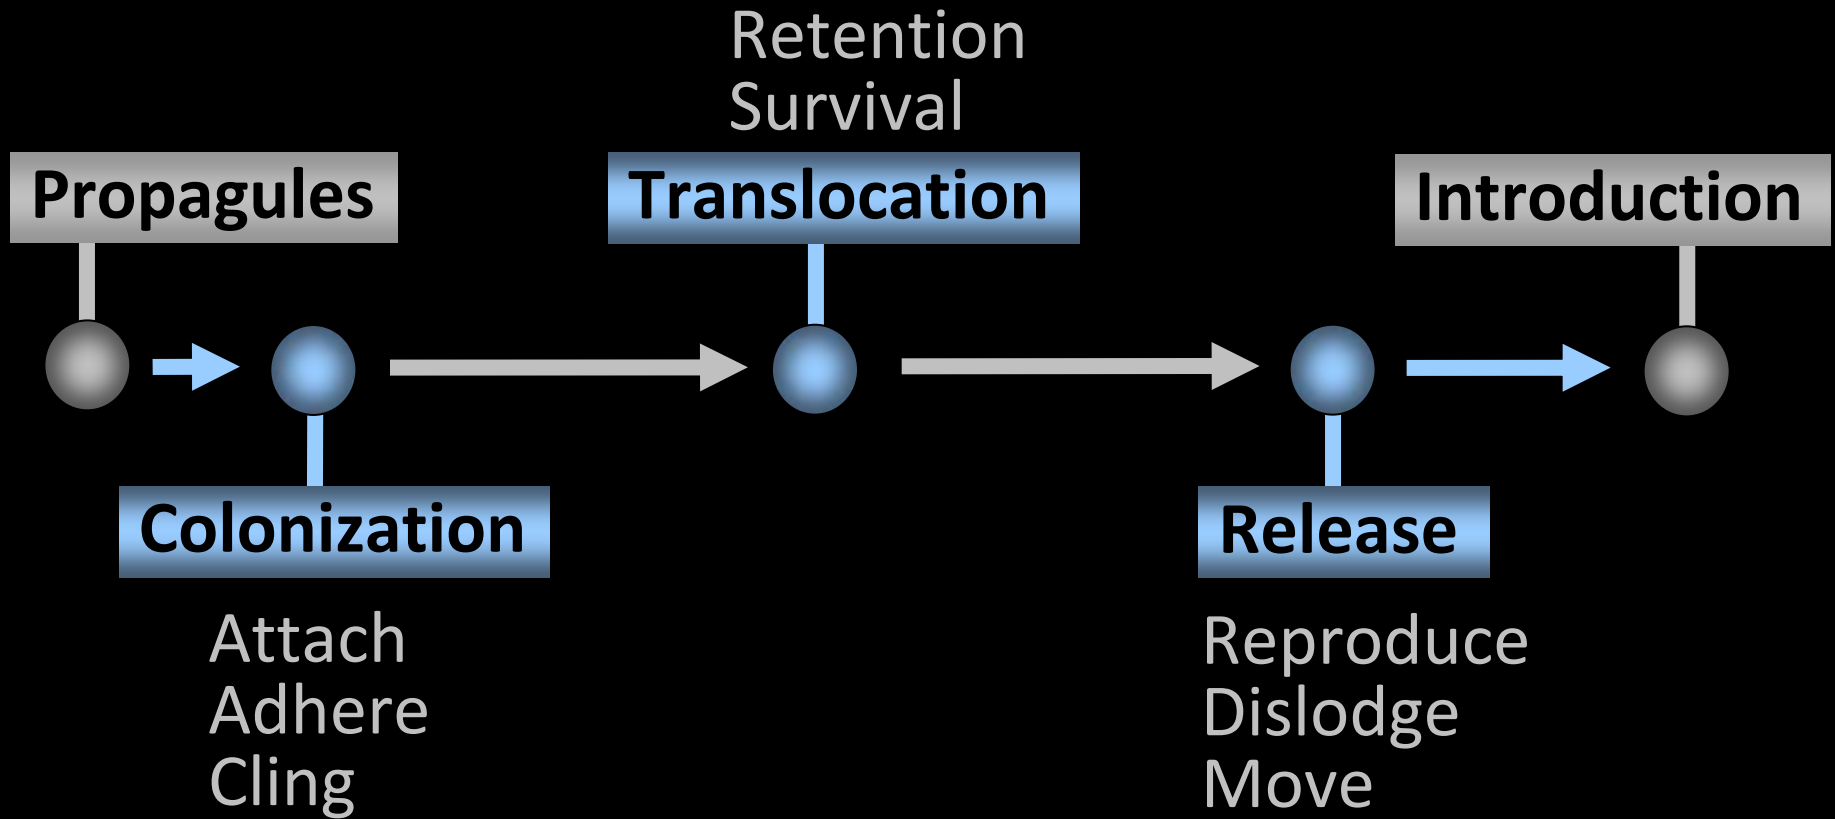 Retention
Survival
Propagules
Translocation
Introduction
Colonization
Attach
Adhere
Cling
Release
Reproduce
Dislodge
Move